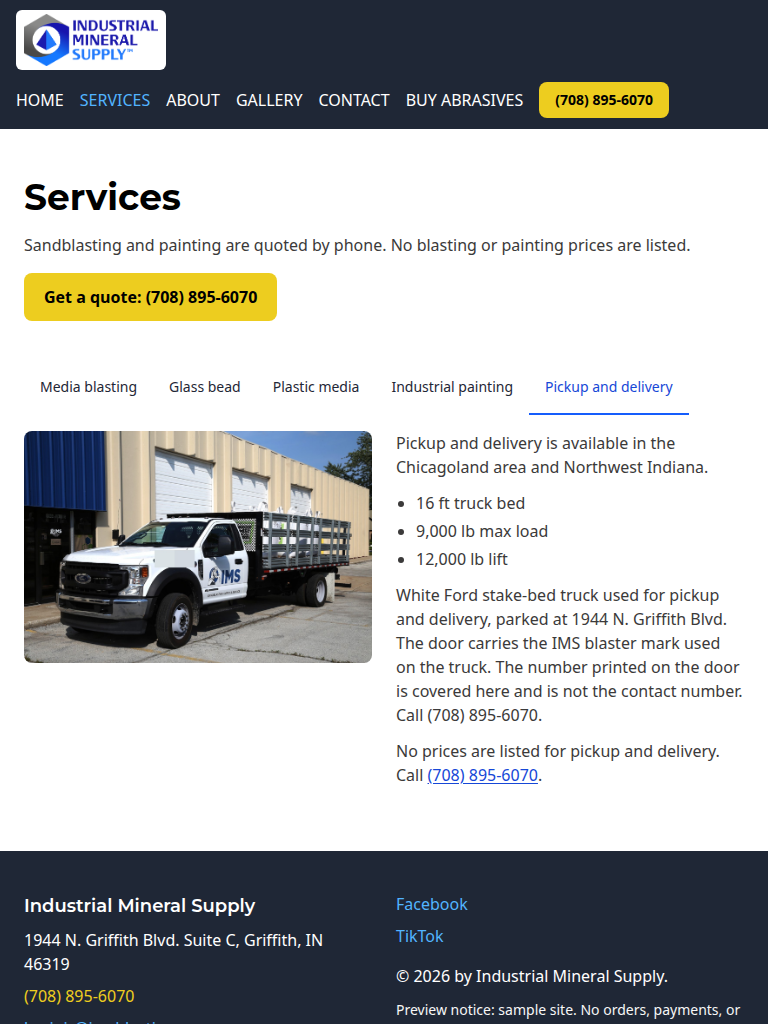 INDUSTRIAL
MINERAL
SUPPLY™
HOME SERVICES ABOUT GALLERY CONTACT BUY ABRASIVES (708) 895-6070
Services
Sandblasting and painting are quoted by phone. No blasting or painting prices are listed.
Get a quote: (708) 895-6070
Media blasting Glass bead Plastic media Industrial painting Pickup and delivery
IMS
Pickup and delivery is available in the
Chicagoland area and Northwest Indiana.
• 16 ft truck bed
• 9,000 lb max load
• 12,000 lb lift
White Ford stake-bed truck used for pickup
and delivery, parked at 1944 N. Griffith Blvd.
The door carries the IMS blaster mark used
on the truck. The number printed on the door
is covered here and is not the contact number.
Call (708) 895-6070.
No prices are listed for pickup and delivery.
Call (708) 895-6070.
Industrial Mineral Supply
1944 N. Griffith Blvd. Suite C, Griffith, IN
46319
(708) 895-6070
Facebook
TikTok
© 2026 by Industrial Mineral Supply.
Preview notice: sample site. No orders, payments, or